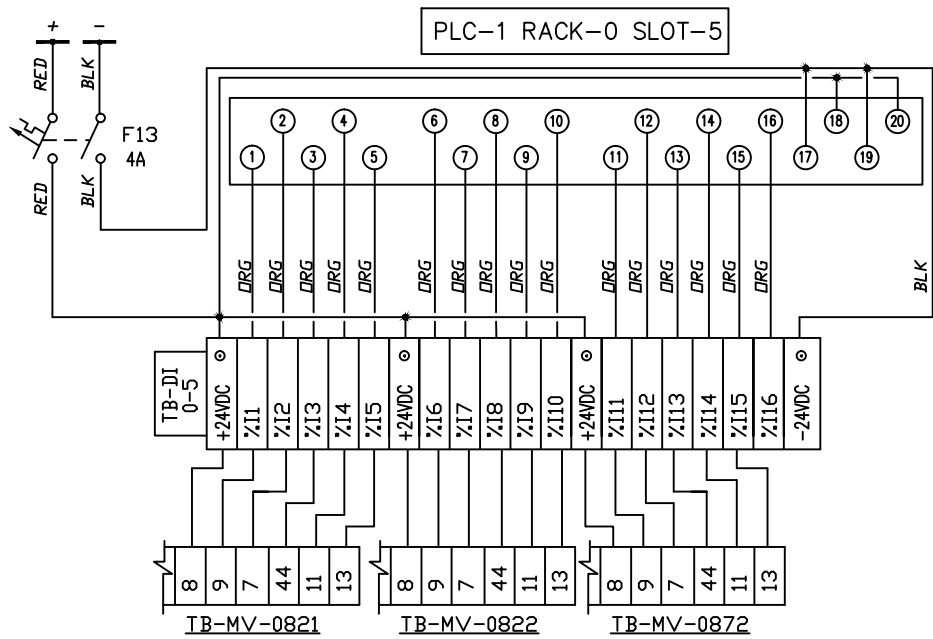 PLC-1 RACK-0 SLOT-5
+ -
RED BLK
F13
4A
RED BLK
2 4 6 8 10 12 14 16 18 20
1 3 5 7 9 11 13 15 17 19
ORG ORG ORG ORG ORG ORG ORG ORG ORG ORG ORG ORG ORG ORG ORG ORG BLK
TB-DI
0-5
+24VDC %I1 %I2 %I3 %I4 %I5 +24VDC %I6 %I7 %I8 %I9 %I10 +24VDC %I11 %I12 %I13 %I14 %I15 %I16 -24VDC
8 9 7 44 11 13 8 9 7 44 11 13 8 9 7 44 11 13
TB-MV-0821 TB-MV-0822 TB-MV-0872